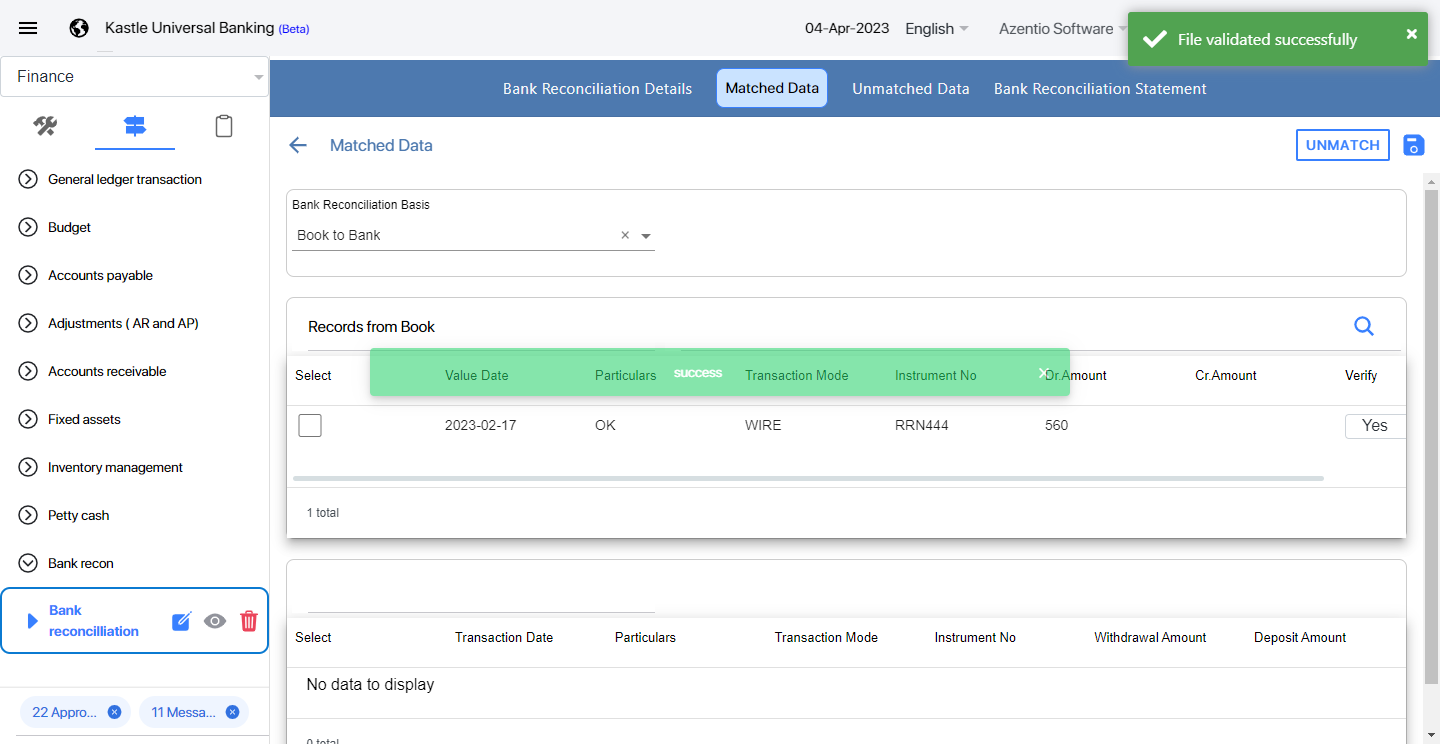 Kastle Universal Banking (Beta)
04-Apr-2023
English
Azentio Software
File validated successfully
Finance
Bank Reconciliation Details
Matched Data
Unmatched Data
Bank Reconciliation Statement
Matched Data
UNMATCH
General ledger transaction
Budget
Accounts payable
Adjustments ( AR and AP)
Accounts receivable
Fixed assets
Inventory management
Petty cash
Bank recon
Bank
reconcilliation
22 Appro...
11 Messa...
Bank Reconciliation Basis
Book to Bank
Records from Book
success
Select Value Date Particulars Transaction Mode Instrument No Dr.Amount Cr.Amount Verify
2023-02-17 OK WIRE RRN444 560 Yes
1 total
Select Transaction Date Particulars Transaction Mode Instrument No Withdrawal Amount Deposit Amount
No data to display
0 total